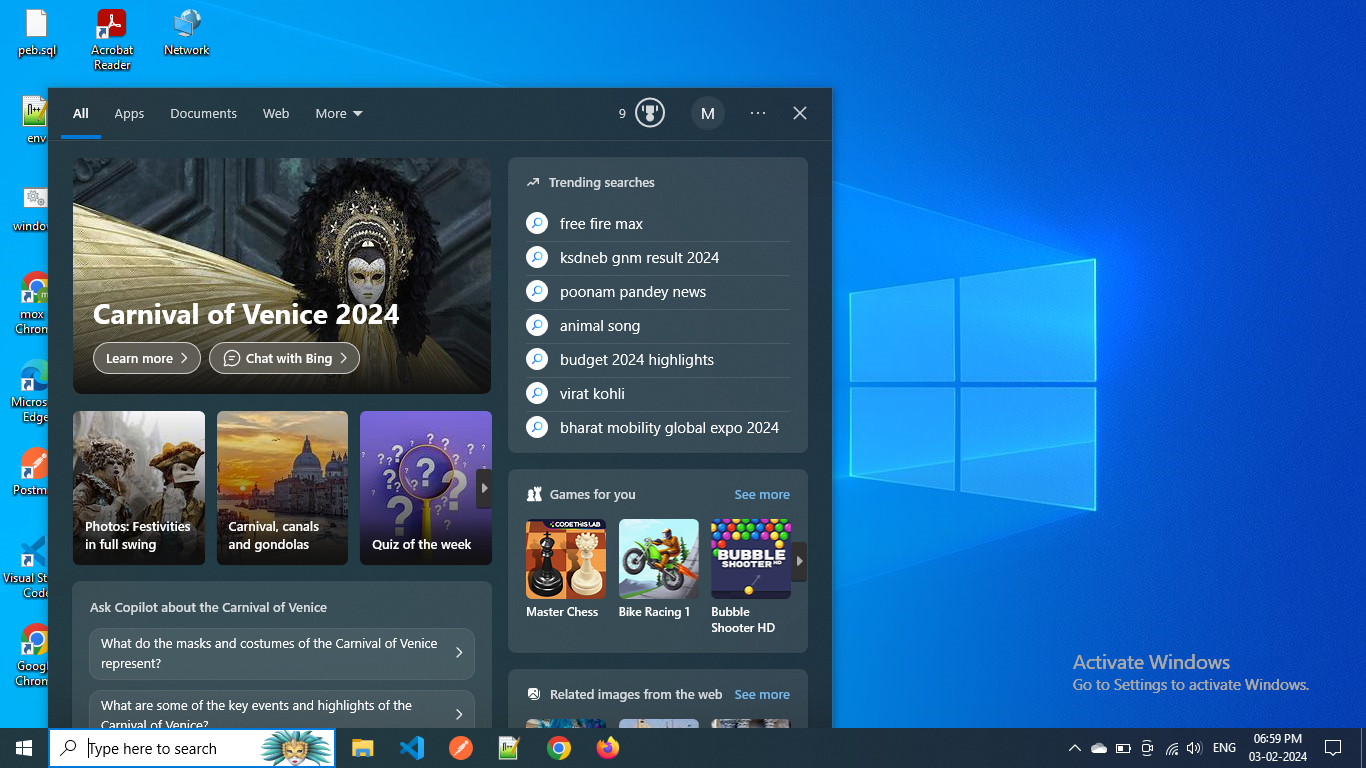 peb.sql
Acrobat
Reader
Network
env
windo
mox
Chrom
Micros
Edge
Postm
Visual St
Code
Googl
Chrom
All
Apps
Documents
Web
More
9
M
Carnival of Venice 2024
Learn more
Chat with Bing
Photos: Festivities
in full swing
Carnival, canals
and gondolas
Quiz of the week
Ask Copilot about the Carnival of Venice
What do the masks and costumes of the Carnival of Venice
represent?
What are some of the key events and highlights of the
Carnival of Venice?
Trending searches
free fire max
ksdneb gnm result 2024
poonam pandey news
animal song
budget 2024 highlights
virat kohli
bharat mobility global expo 2024
Games for you
See more
CODETHISLAB
BUBBLE
SHOOTER HD
Master Chess
Bike Racing 1
Bubble
Shooter HD
Related images from the web
See more
Activate Windows
Go to Settings to activate Windows.
Type here to search
ENG
06:59 PM
03-02-2024